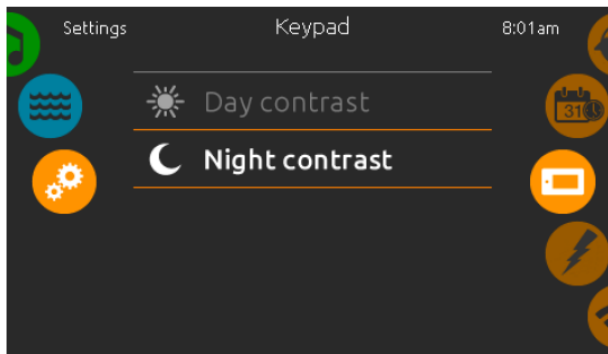 Settings
Keypad
8:01am
Day contrast
31
Night contrast